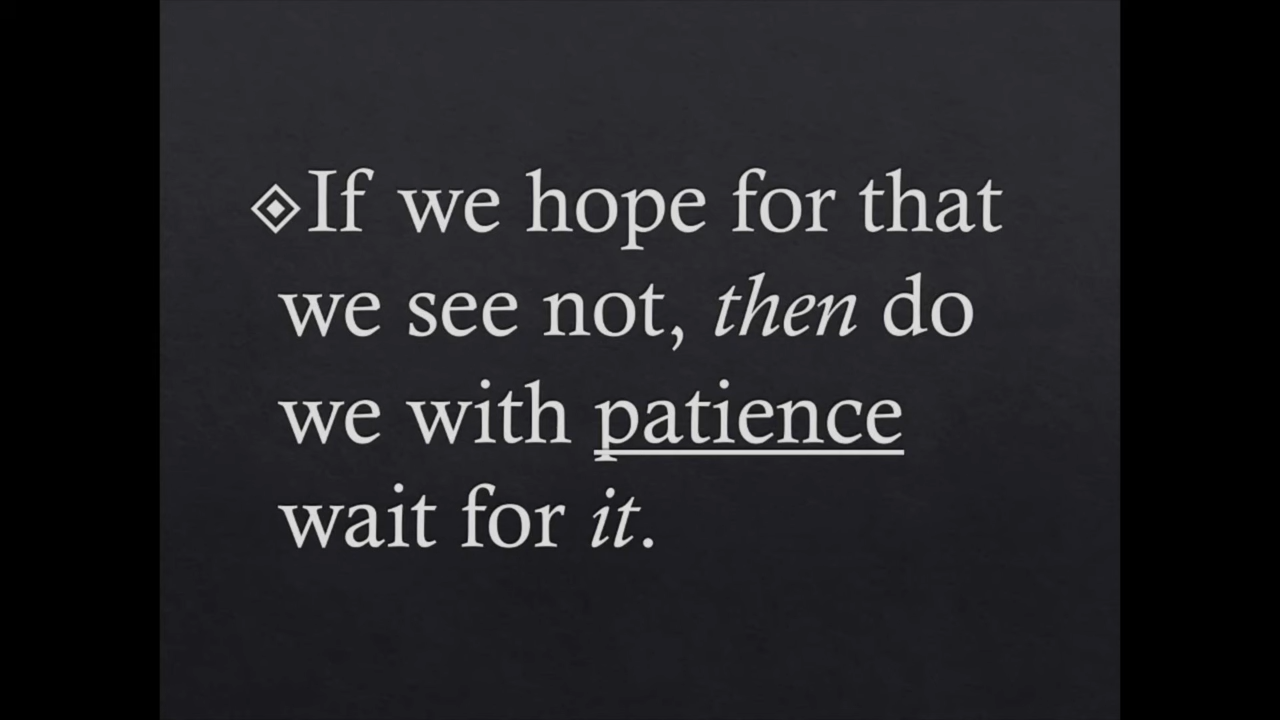 If we hope for that
we see not, then do
we with patience
wait for it.